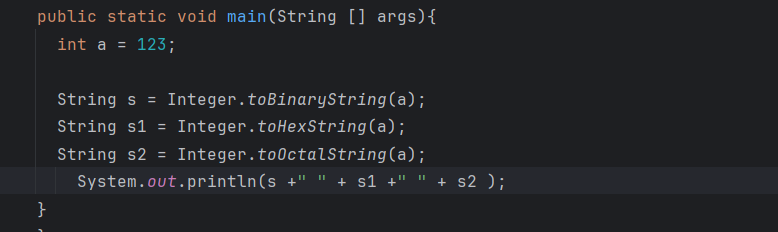 public static void main(String [] args){
int a = 123;
String s = Integer.toBinaryString(a);
String s1 = Integer.toHexString(a);
String s2 = Integer.toOctalString(a);
System.out.println(s +" " + s1 +" " + s2 );
}